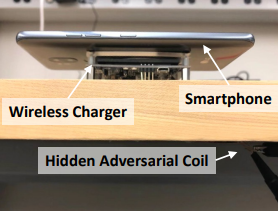 Smartphone
Wireless Charger
Hidden Adversarial Coil